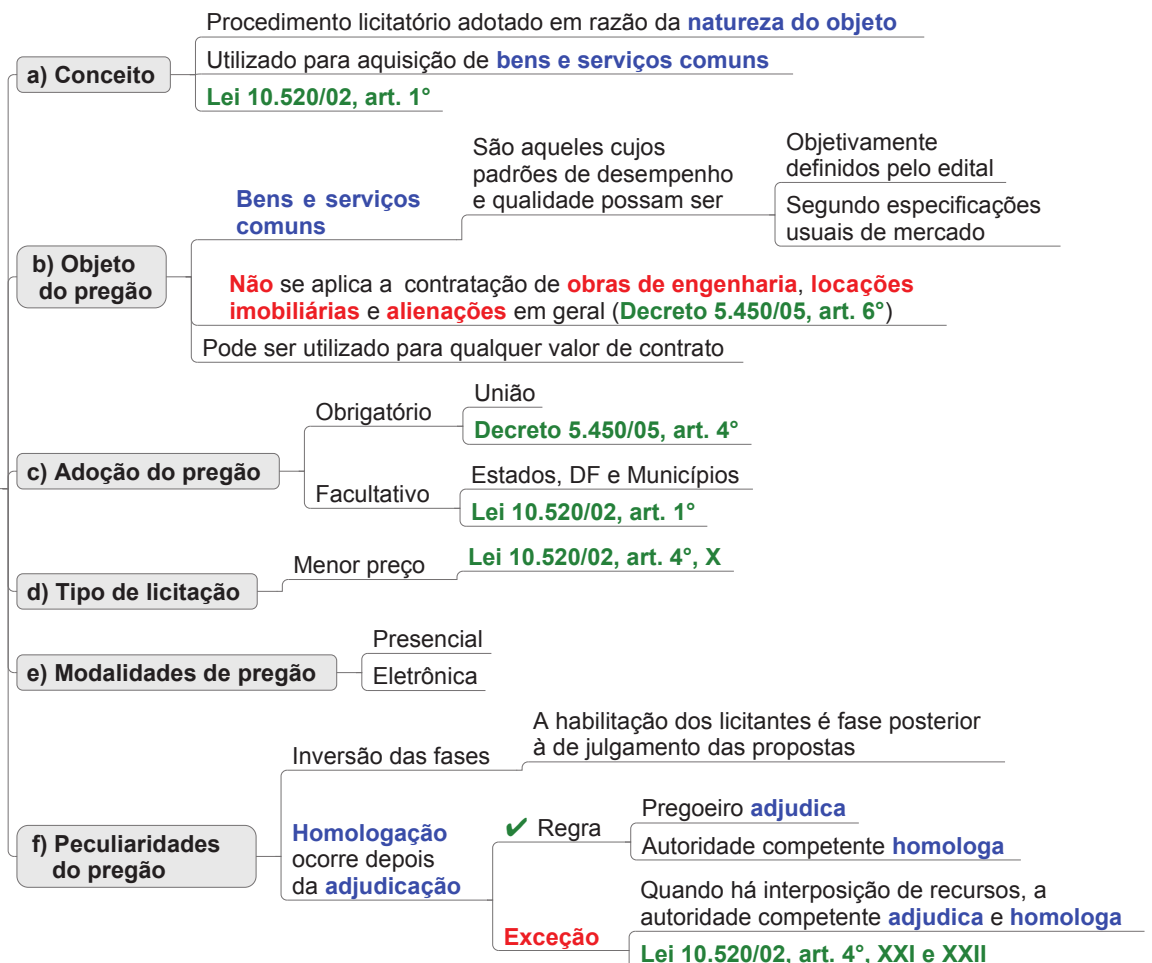 a) Conceito
Procedimento licitatório adotado em razão da natureza do objeto
Utilizado para aquisição de bens e serviços comuns
Lei 10.520/02, art. 1°
b) Objeto
do pregão
Bens e serviços
comuns
São aqueles cujos
padrões de desempenho
e qualidade possam ser
Objetivamente
definidos pelo edital
Segundo especificações
usuais de mercado
Não se aplica a contratação de obras de engenharia, locações
imobiliárias e alienações em geral (Decreto 5.450/05, art. 6°)
Pode ser utilizado para qualquer valor de contrato
c) Adoção do pregão
Obrigatório
União
Decreto 5.450/05, art. 4°
Facultativo
Estados, DF e Municípios
Lei 10.520/02, art. 1°
d) Tipo de licitação
Menor preço
Lei 10.520/02, art. 4°, X
e) Modalidades de pregão
Presencial
Eletrônica
f) Peculiaridades
do pregão
Inversão das fases
A habilitação dos licitantes é fase posterior
à de julgamento das propostas
Homologação
ocorre depois
da adjudicação
✔ Regra
Pregoeiro adjudica
Autoridade competente homologa
Exceção
Quando há interposição de recursos, a
autoridade competente adjudica e homologa
Lei 10.520/02, art. 4°, XXI e XXII